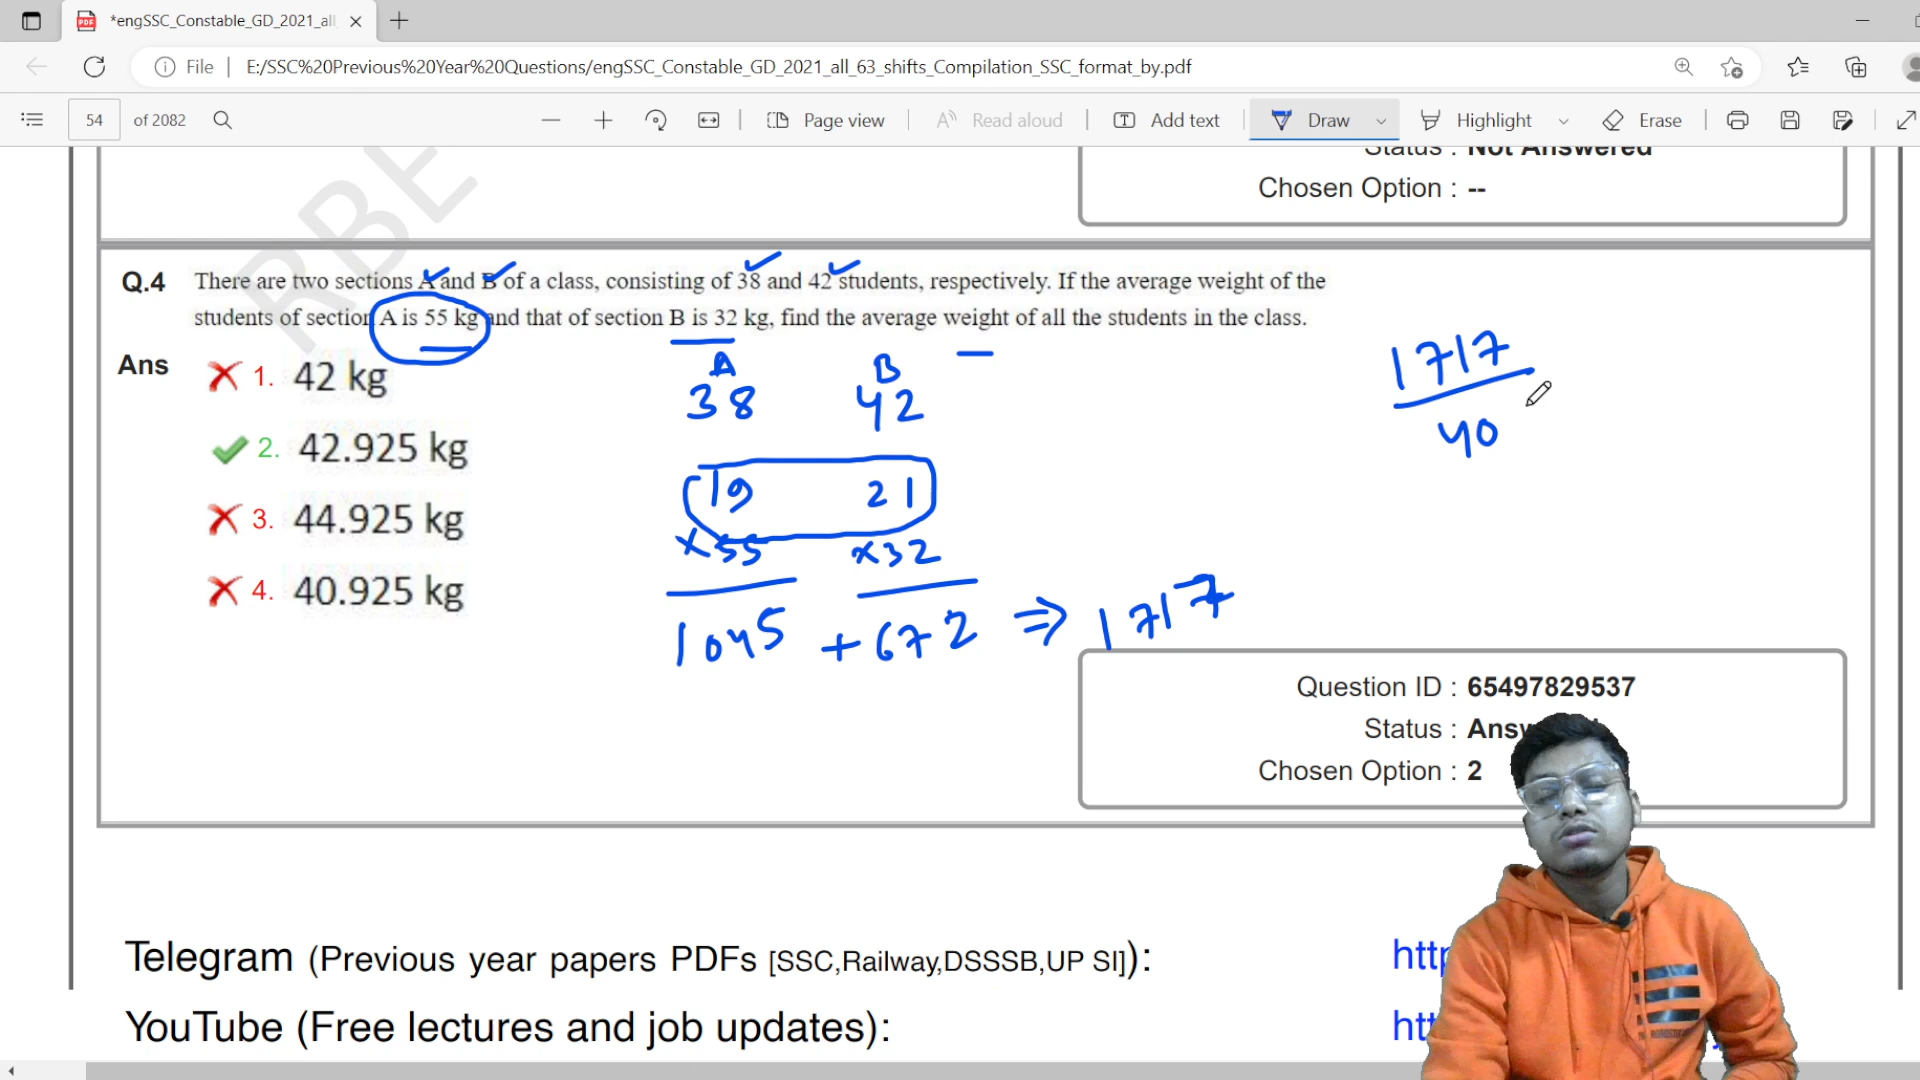 *engSSC_Constable_GD_2021_all
File | E:/SSC%20Previous%20Year%20Questions/engSSC_Constable_GD_2021_all_63_shifts_Compilation_SSC_format_by.pdf
54 of 2082 Page view Read aloud Add text Draw Highlight Erase
Status : Not Answered
Chosen Option : --
RBE
Q.4 There are two sections A and B of a class, consisting of 38 and 42 students, respectively. If the average weight of the
students of section A is 55 kg and that of section B is 32 kg, find the average weight of all the students in the class.
Ans 1. 42 kg
2. 42.925 kg
3. 44.925 kg
4. 40.925 kg
A B
38 42
19 21
x55 x32
1045 + 672 ⇒ 1717
1717
40
Question ID : 65497829537
Status :
Chosen Option : 2
Telegram (Previous year papers PDFs [SSC,Railway,DSSSB,UP SI]):
YouTube (Free lectures and job updates):